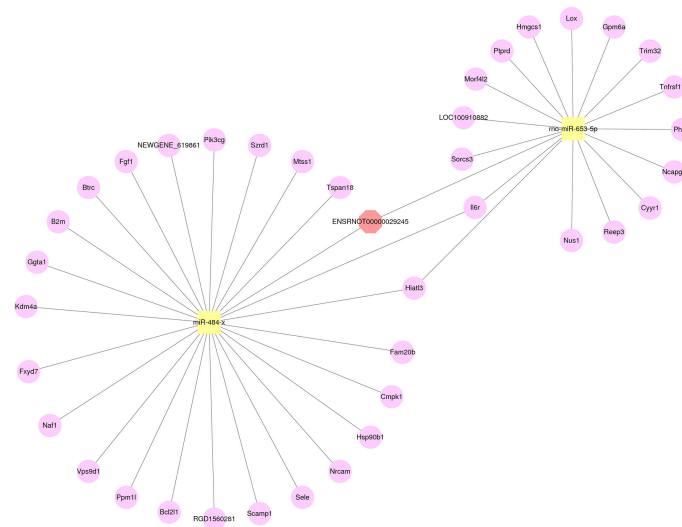 Lox
Hmgcs1
Gpm6a
Ptprd
Trim32
Morf4l2
Tnfrsf1
LOC100910882
rno-miR-653-5p
Ph
NEWGENE_619861
Pik3cg
Szrd1
Fgf1
Mtss1
Sorcs3
Ncapg
Btrc
Tspan18
Il6r
Cyyr1
B2m
ENSRNOT00000029245
Reep3
Nus1
Ggta1
Hiatl3
Kdm4a
miR-484-x
Fam20b
Fxyd7
Cmpk1
Naf1
Hsp90b1
Vps9d1
Nrcam
Ppm1l
Sele
Bcl2l1
RGD1560281
Scamp1